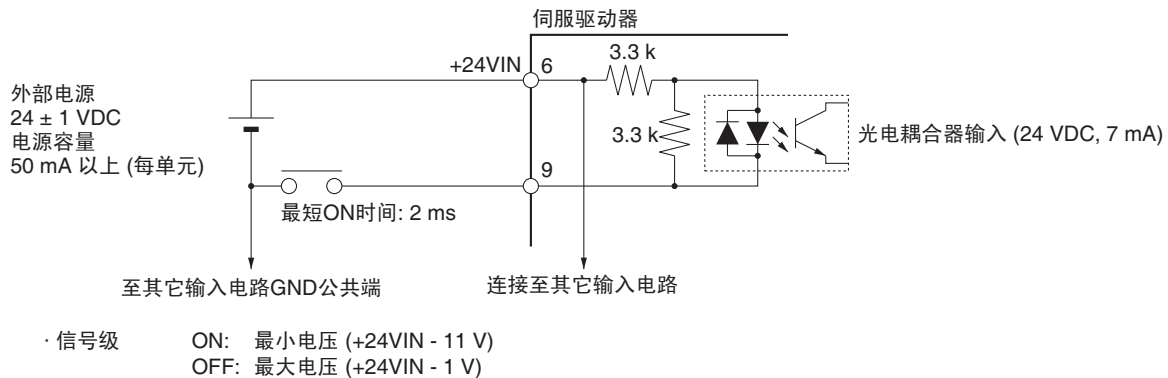 伺服驱动器
3.3 k
+24VIN 6
外部电源
24 ± 1 VDC
电源容量
50 mA 以上 (每单元)
3.3 k
光电耦合器输入 (24 VDC, 7 mA)
9
最短ON时间: 2 ms
至其它输入电路GND公共端
连接至其它输入电路
· 信号级 ON: 最小电压 (+24VIN - 11 V)
OFF: 最大电压 (+24VIN - 1 V)